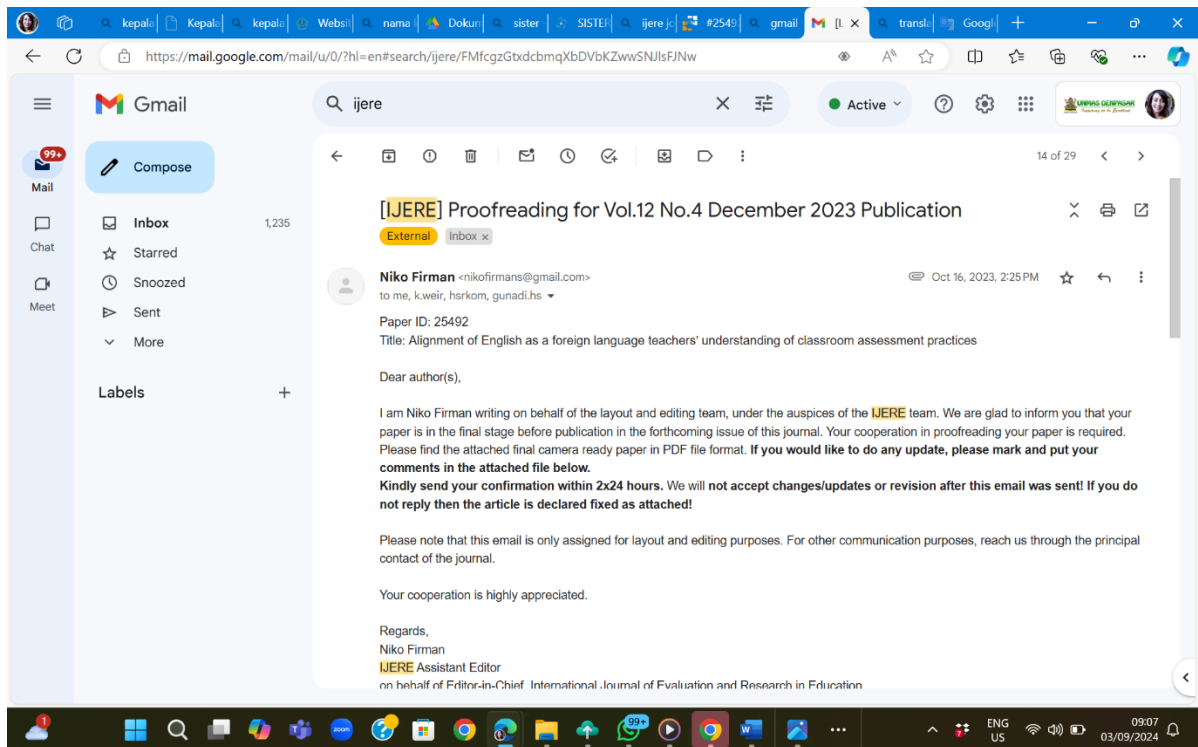 kepala
Kepala
kepala
Websit
nama i
Dokun
sister -
SISTER
ijere jo
#2549
gmail
[I.
transla
Googl
https://mail.google.com/mail/u/0/?hl=en#search/ijere/FMfcgzGtxdcbmqXbDVbKZwwSNJlsFJNw
Gmail
ijere
Active
UNMAS DENPASAR
99+
Mail
Chat
Meet
Compose
Inbox 1,235
Starred
Snoozed
Sent
More
Labels
14 of 29
[IJERE] Proofreading for Vol.12 No.4 December 2023 Publication
External Inbox x
Niko Firman <nikofirmans@gmail.com> Oct 16, 2023, 2:25 PM
to me, k.weir, hsrkom, gunadi.hs
Paper ID: 25492
Title: Alignment of English as a foreign language teachers' understanding of classroom assessment practices
Dear author(s),
I am Niko Firman writing on behalf of the layout and editing team, under the auspices of the IJERE team. We are glad to inform you that your
paper is in the final stage before publication in the forthcoming issue of this journal. Your cooperation in proofreading your paper is required.
Please find the attached final camera ready paper in PDF file format. If you would like to do any update, please mark and put your
comments in the attached file below.
Kindly send your confirmation within 2x24 hours. We will not accept changes/updates or revision after this email was sent! If you do
not reply then the article is declared fixed as attached!
Please note that this email is only assigned for layout and editing purposes. For other communication purposes, reach us through the principal
contact of the journal.
Your cooperation is highly appreciated.
Regards,
Niko Firman
IJERE Assistant Editor
on behalf of Editor-in-Chief, International Journal of Evaluation and Research in Education
1
zoom
99+
7
ENG
US
09:07
03/09/2024